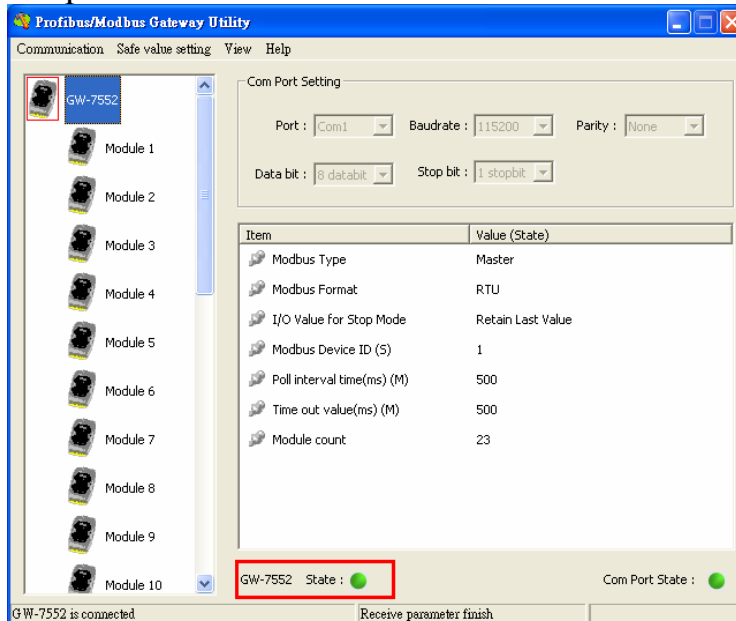 Profibus/Modbus Gateway Utility
Communication Safe value setting View Help
GW-7552
Module 1
Module 2
Module 3
Module 4
Module 5
Module 6
Module 7
Module 8
Module 9
Module 10
Com Port Setting
Port : Com1 Baudrate : 115200 Parity : None
Data bit : 8 databit Stop bit : 1 stopbit
Item Value (State)
Modbus Type Master
Modbus Format RTU
I/O Value for Stop Mode Retain Last Value
Modbus Device ID (S) 1
Poll interval time(ms) (M) 500
Time out value(ms) (M) 500
Module count 23
GW-7552 State : Com Port State :
GW-7552 is connected Receive parameter finish